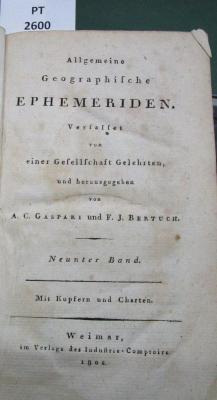 PT
2600
Allgemeine
Geographiſche
EPHEMERIDEN.
Verfaſſet
von
einer Geſellſchaft Gelehrten,
und herausgegeben
von
A. C. GASPARI und F. J. BERTUCH.
Neunter Band.
Mit Kupfern und Charten.
Weimar,
im Verlage des Induſtrie-Comptoirs
1802.